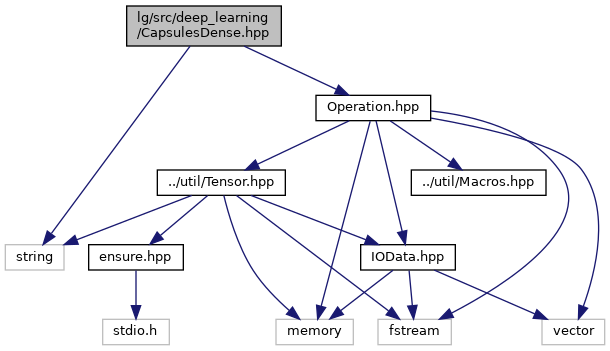 lg/src/deep_learning
/CapsulesDense.hpp
Operation.hpp
../util/Tensor.hpp
../util/Macros.hpp
string
ensure.hpp
IOData.hpp
stdio.h
memory
fstream
vector